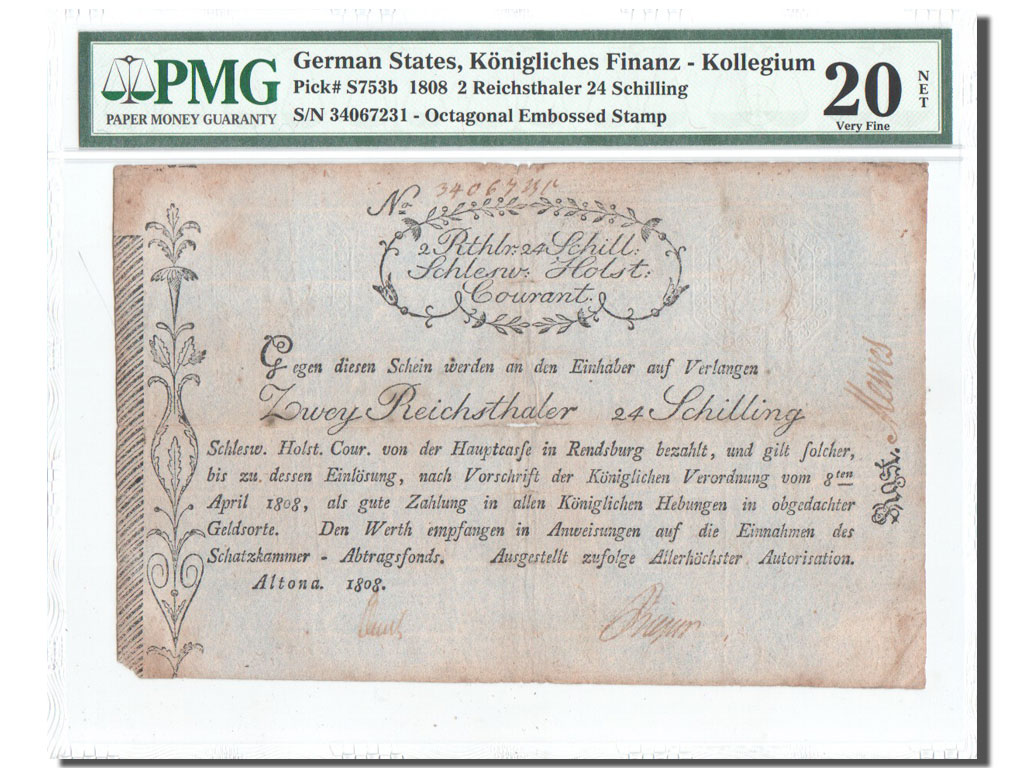 PMG
PAPER MONEY GUARANTY
German States, Königliches Finanz - Kollegium
Pick# S753b 1908 2 Reichsthaler 24 Schilling
S/N 34067231 - Octagonal Embossed Stamp
20
NET
Very Fine
No. 34067231
2 Rthlr: 24 Schill:
Schlesw: Holst:
Courant.
Gegen diesen Schein werden an den Einhaber auf Verlangen
Zwey Reichsthaler 24 Schilling
Schlesw. Holst. Cour. von der Hauptcasse in Rendsburg bezahlt, und gilt solcher,
bis zu dessen Einlösung, nach Vorschrift der Königlichen Verordnung vom 8ten
April 1808, als gute Zahlung in allen Königlichen Hebungen in obgedachter
Geldsorte. Den Werth empfangen in Anweisungen auf die Einnahmen des
Schatzkammer - Abtragsfonds. Ausgestellt zufolge Allerhöchster Autorisation.
Altona. 1808.